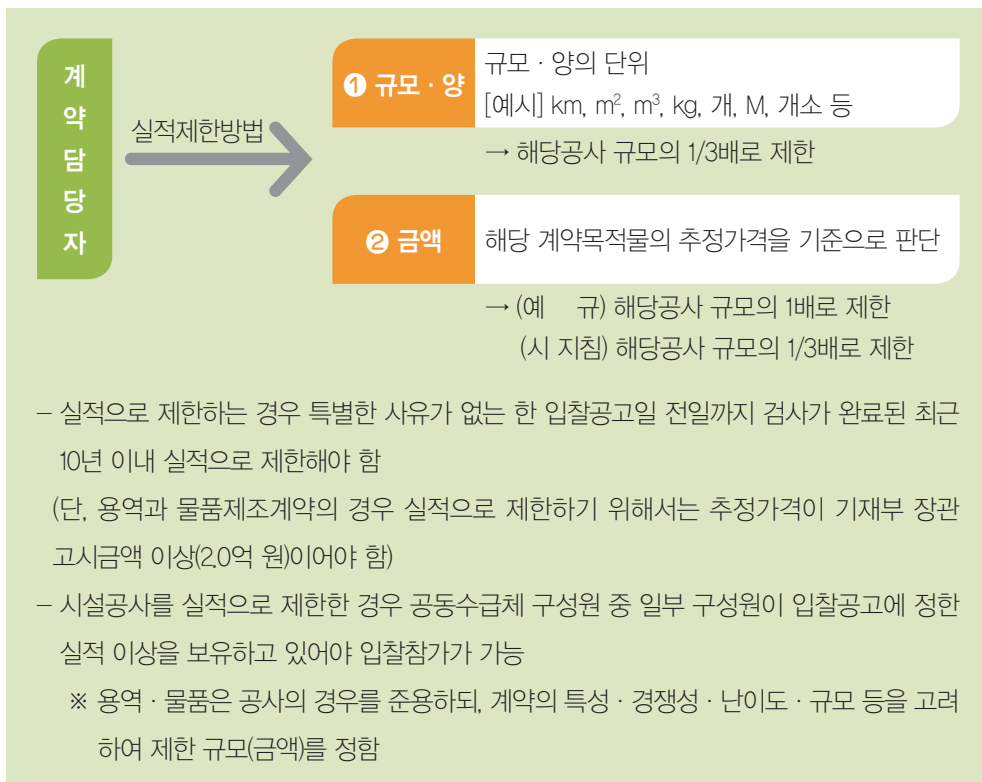 계약담당자
실적제한방법
❶ 규모 · 양
규모 · 양의 단위
[예시] km, m², m³, kg, 개, M, 개소 등
→ 해당공사 규모의 1/3배로 제한
❷ 금액
해당 계약목적물의 추정가격을 기준으로 판단
→ (예 규) 해당공사 규모의 1배로 제한
(시 지침) 해당공사 규모의 1/3배로 제한
– 실적으로 제한하는 경우 특별한 사유가 없는 한 입찰공고일 전일까지 검사가 완료된 최근
10년 이내 실적으로 제한해야 함
(단, 용역과 물품제조계약의 경우 실적으로 제한하기 위해서는 추정가격이 기재부 장관
고시금액 이상(2.0억 원)이어야 함)
– 시설공사를 실적으로 제한한 경우 공동수급체 구성원 중 일부 구성원이 입찰공고에 정한
실적 이상을 보유하고 있어야 입찰참가가 가능
※ 용역 · 물품은 공사의 경우를 준용하되, 계약의 특성 · 경쟁성 · 난이도 · 규모 등을 고려
하여 제한 규모(금액)를 정함